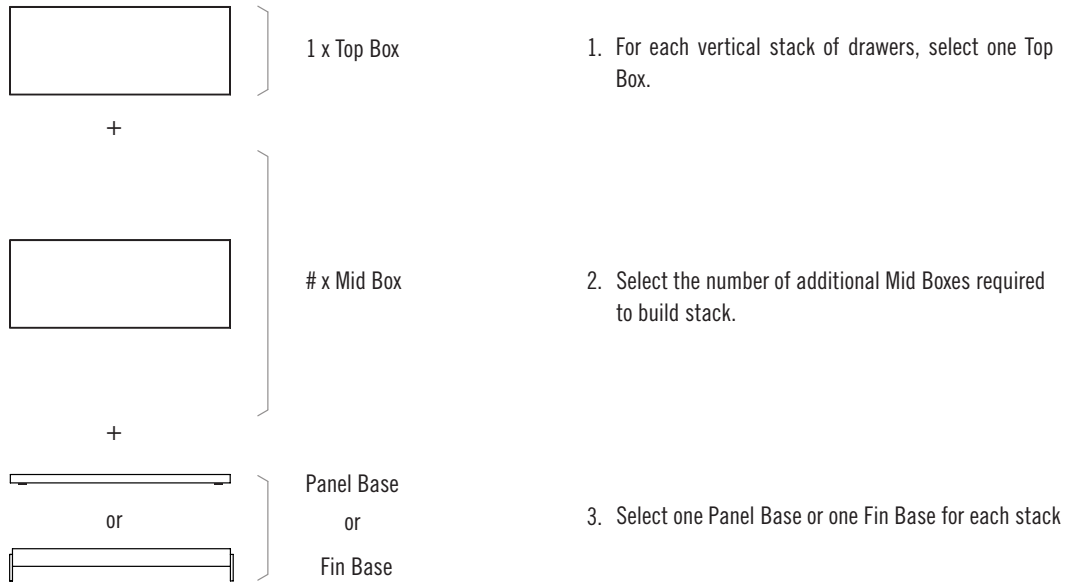 1 x Top Box
1. For each vertical stack of drawers, select one Top
Box.
+
# x Mid Box
2. Select the number of additional Mid Boxes required
to build stack.
+
Panel Base
or
or
Fin Base
3. Select one Panel Base or one Fin Base for each stack